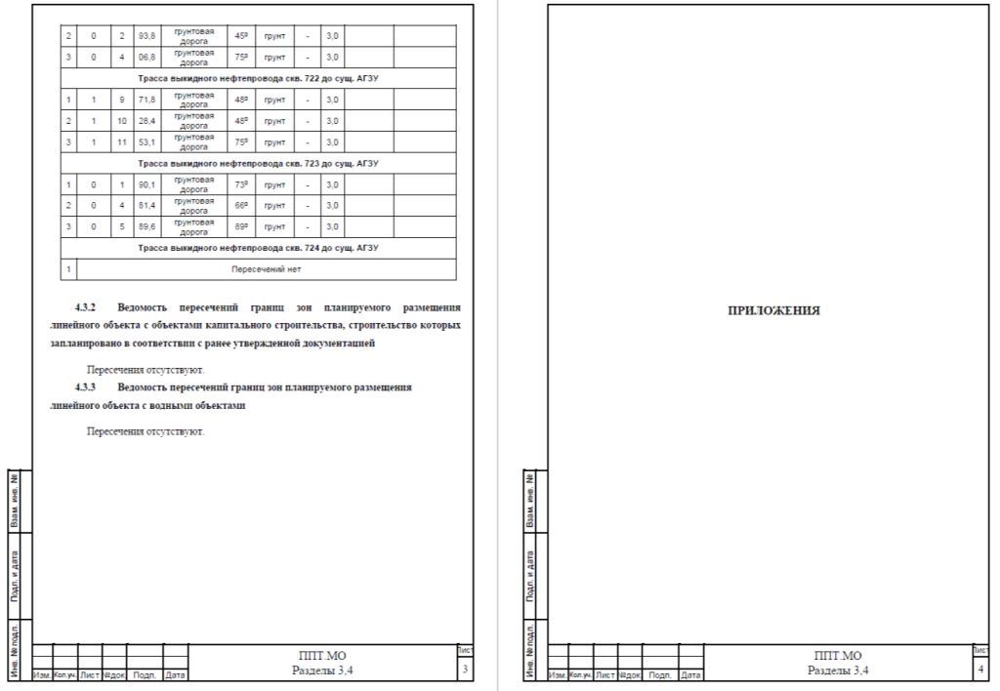 2 0 2 93,8 грунтовая дорога 45º грунт - 3,0
3 0 4 06,8 грунтовая дорога 75º грунт - 3,0
Трасса выкидного нефтепровода скв. 722 до сущ. АГЗУ
1 1 9 71,8 грунтовая дорога 48º грунт - 3,0
2 1 10 28,4 грунтовая дорога 48º грунт - 3,0
3 1 11 53,1 грунтовая дорога 75º грунт - 3,0
Трасса выкидного нефтепровода скв. 723 до сущ. АГЗУ
1 0 1 90,1 грунтовая дорога 73º грунт - 3,0
2 0 4 81,4 грунтовая дорога 66º грунт - 3,0
3 0 5 89,6 грунтовая дорога 89º грунт - 3,0
Трасса выкидного нефтепровода скв. 724 до сущ. АГЗУ
1 Пересечений нет
4.3.2 Ведомость пересечений границ зон планируемого размещения
линейного объекта с объектами капитального строительства, строительство которых
запланировано в соответствии с ранее утвержденной документацией
Пересечения отсутствуют.
4.3.3 Ведомость пересечений границ зон планируемого размещения
линейного объекта с водными объектами
Пересечения отсутствуют.
Взам. инв. №
Подп. и дата
Инв. № подл.
Изм. Кол.уч. Лист №док. Подп. Дата
ППТ.МО
Разделы 3,4
Лист
3
ПРИЛОЖЕНИЯ
Взам. инв. №
Подп. и дата
Инв. № подл.
Изм. Кол.уч. Лист №док. Подп. Дата
ППТ.МО
Разделы 3,4
Лист
4